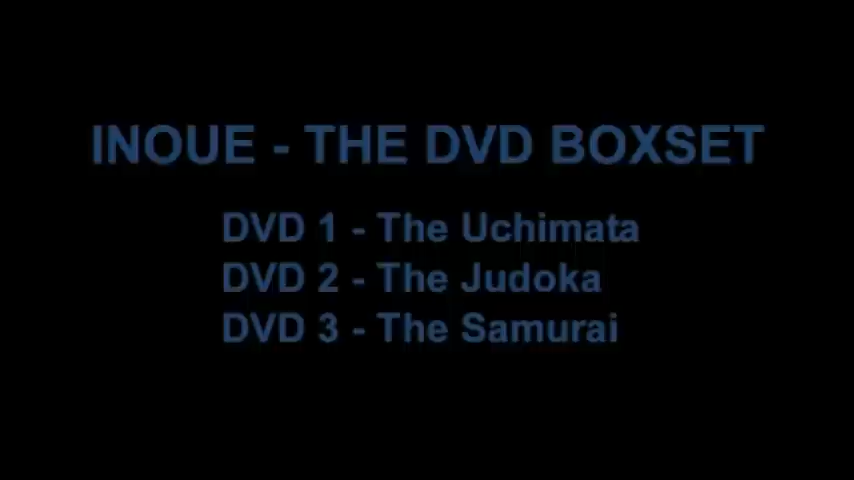 INOUE - THE DVD BOXSET
DVD 1 - The Uchimata
DVD 2 - The Judoka
DVD 3 - The Samurai